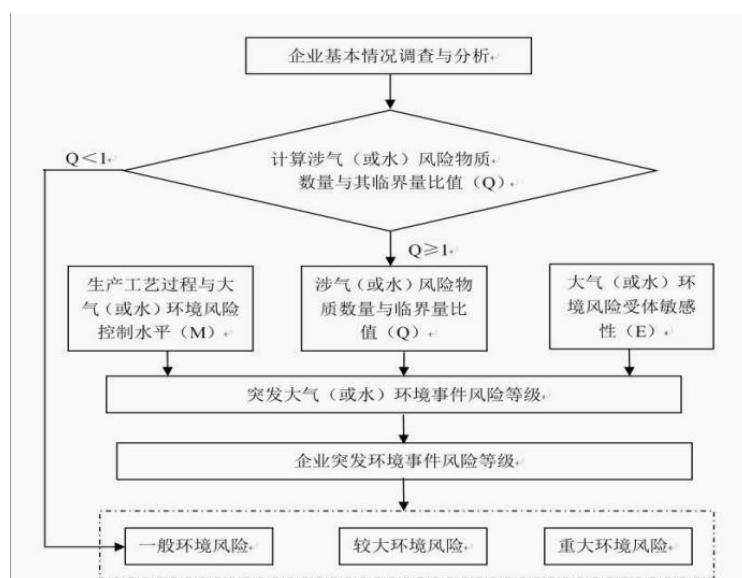 企业基本情况调查与分析
Q＜1
计算涉气（或水）风险物质
数量与其临界量比值（Q）
Q≥1
生产工艺过程与大
气（或水）环境风险
控制水平（M）
涉气（或水）风险物
质数量与临界量比
值（Q）
大气（或水）环
境风险受体敏感
性（E）
突发大气（或水）环境事件风险等级
企业突发环境事件风险等级
一般环境风险
较大环境风险
重大环境风险